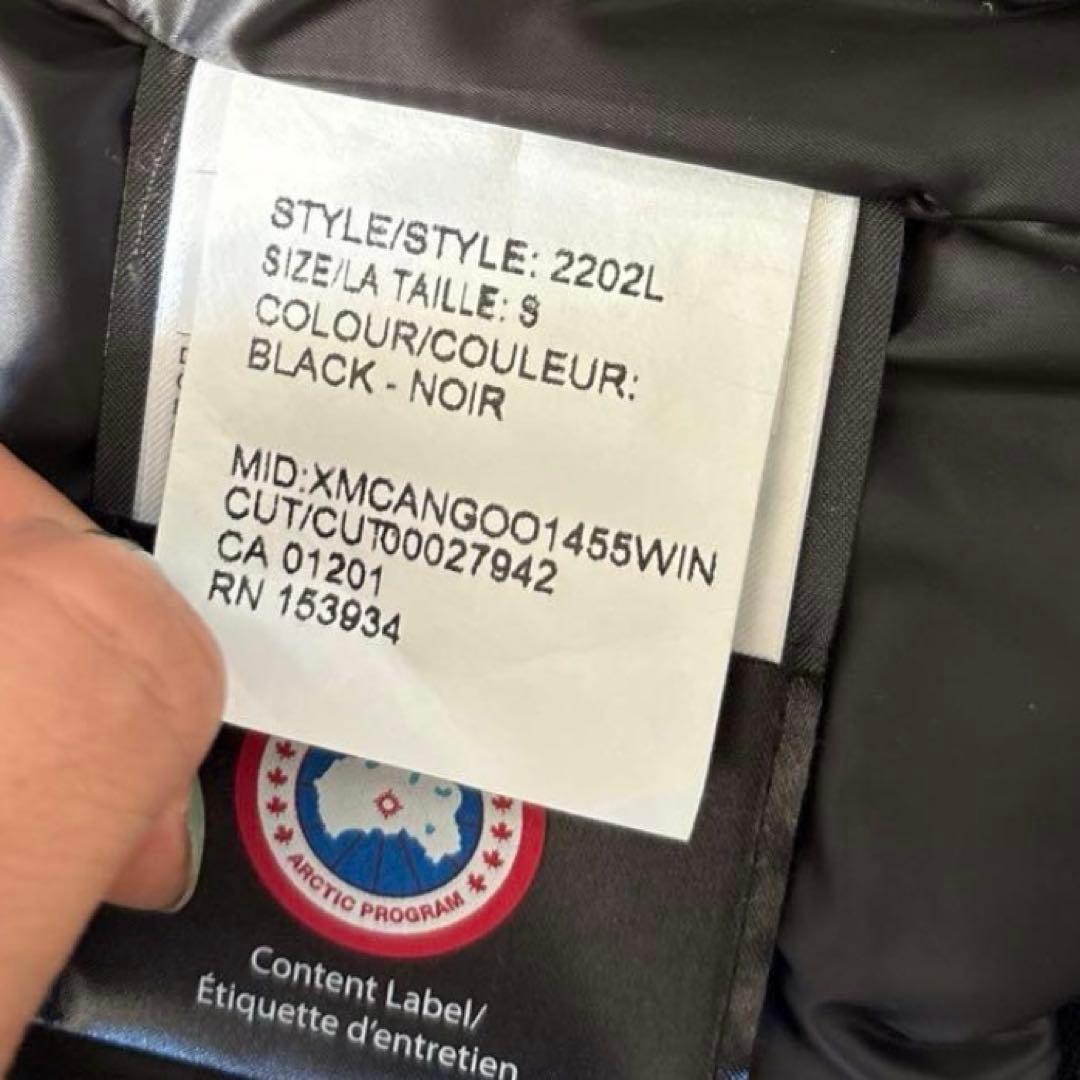 STYLE/STYLE: 2202L
SIZE/LA TAILLE: S
COLOUR/COULEUR:
BLACK - NOIR
MID:XMCANGOO1455WIN
CUT/CUT00027942
CA 01201
RN 153934
ARCTIC PROGRAM
Content Label/
Étiquette d'entretien